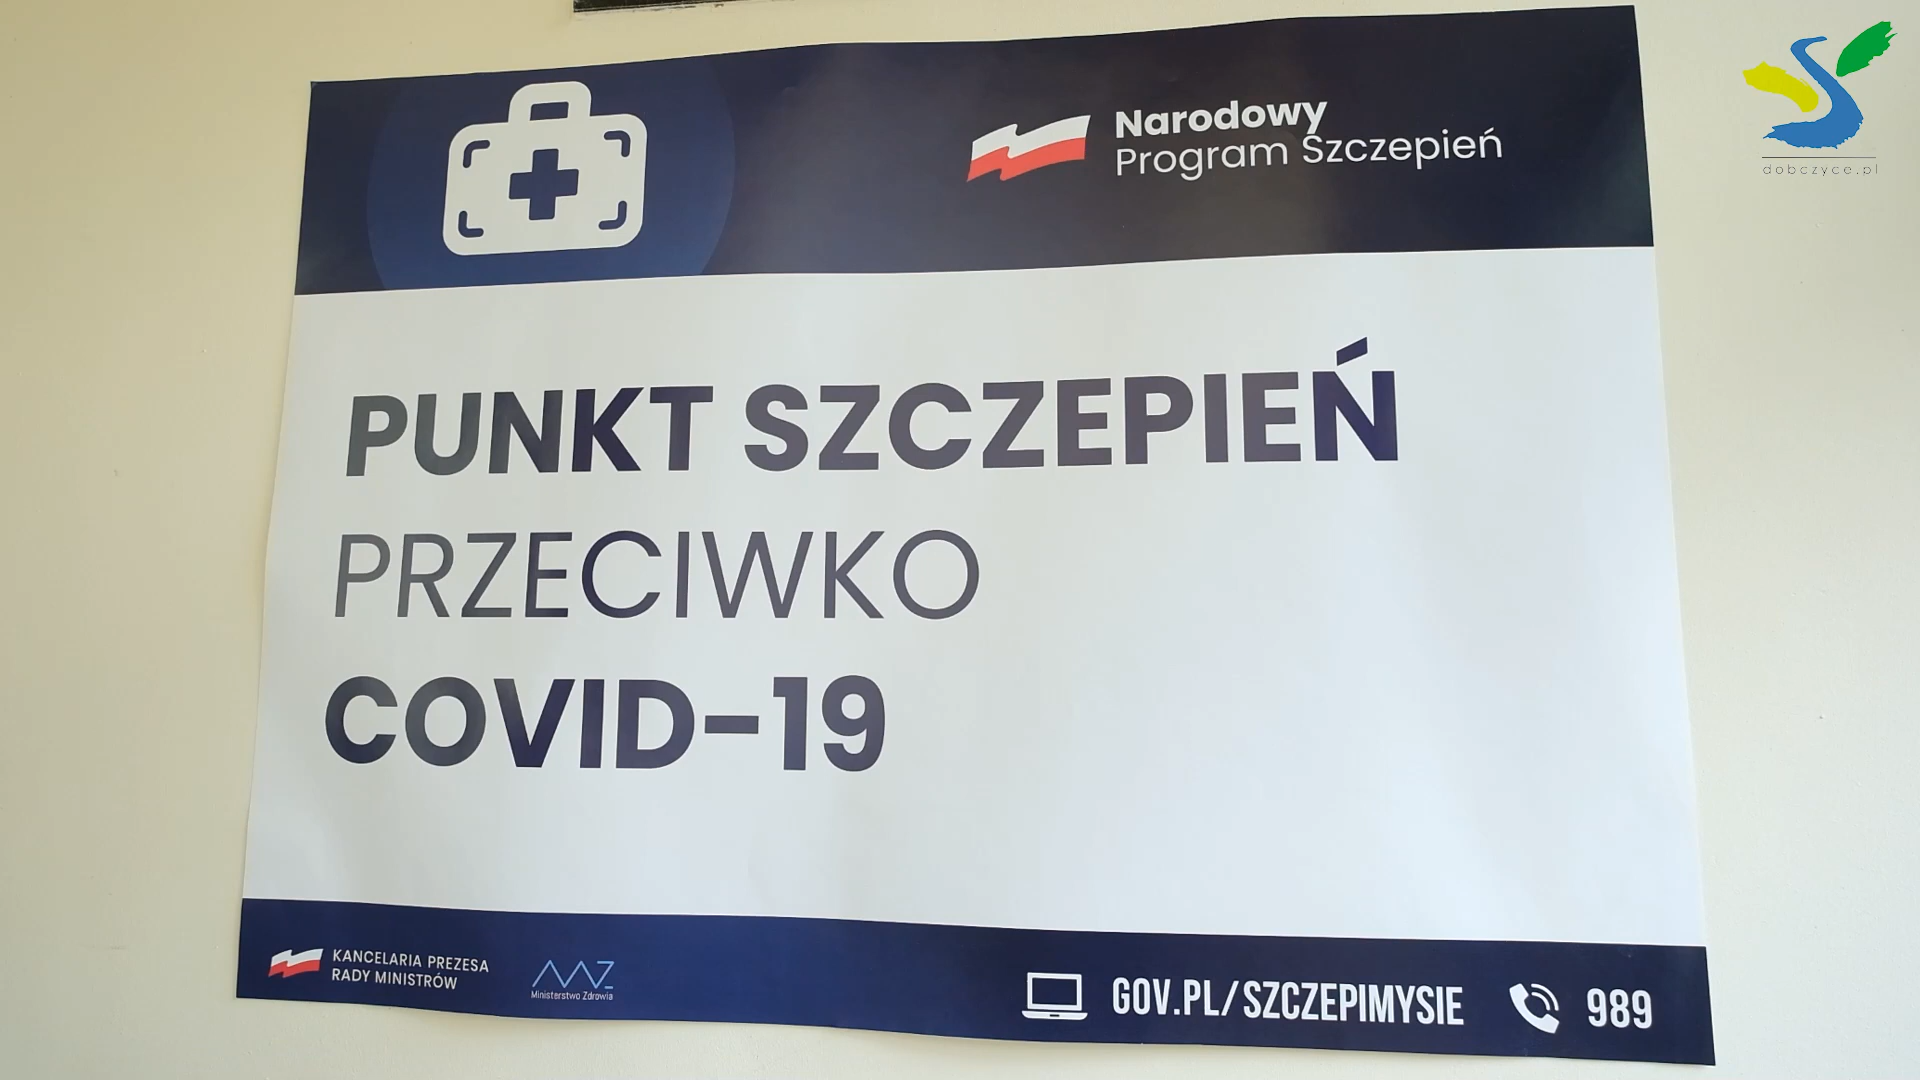 Narodowy
Program Szczepień
dobczyce.pl
PUNKT SZCZEPIEŃ
PRZECIWKO
COVID-19
KANCELARIA PREZESA
RADY MINISTRÓW
Ministerstwo Zdrowia
GOV.PL/SZCZEPIMYSIE
989